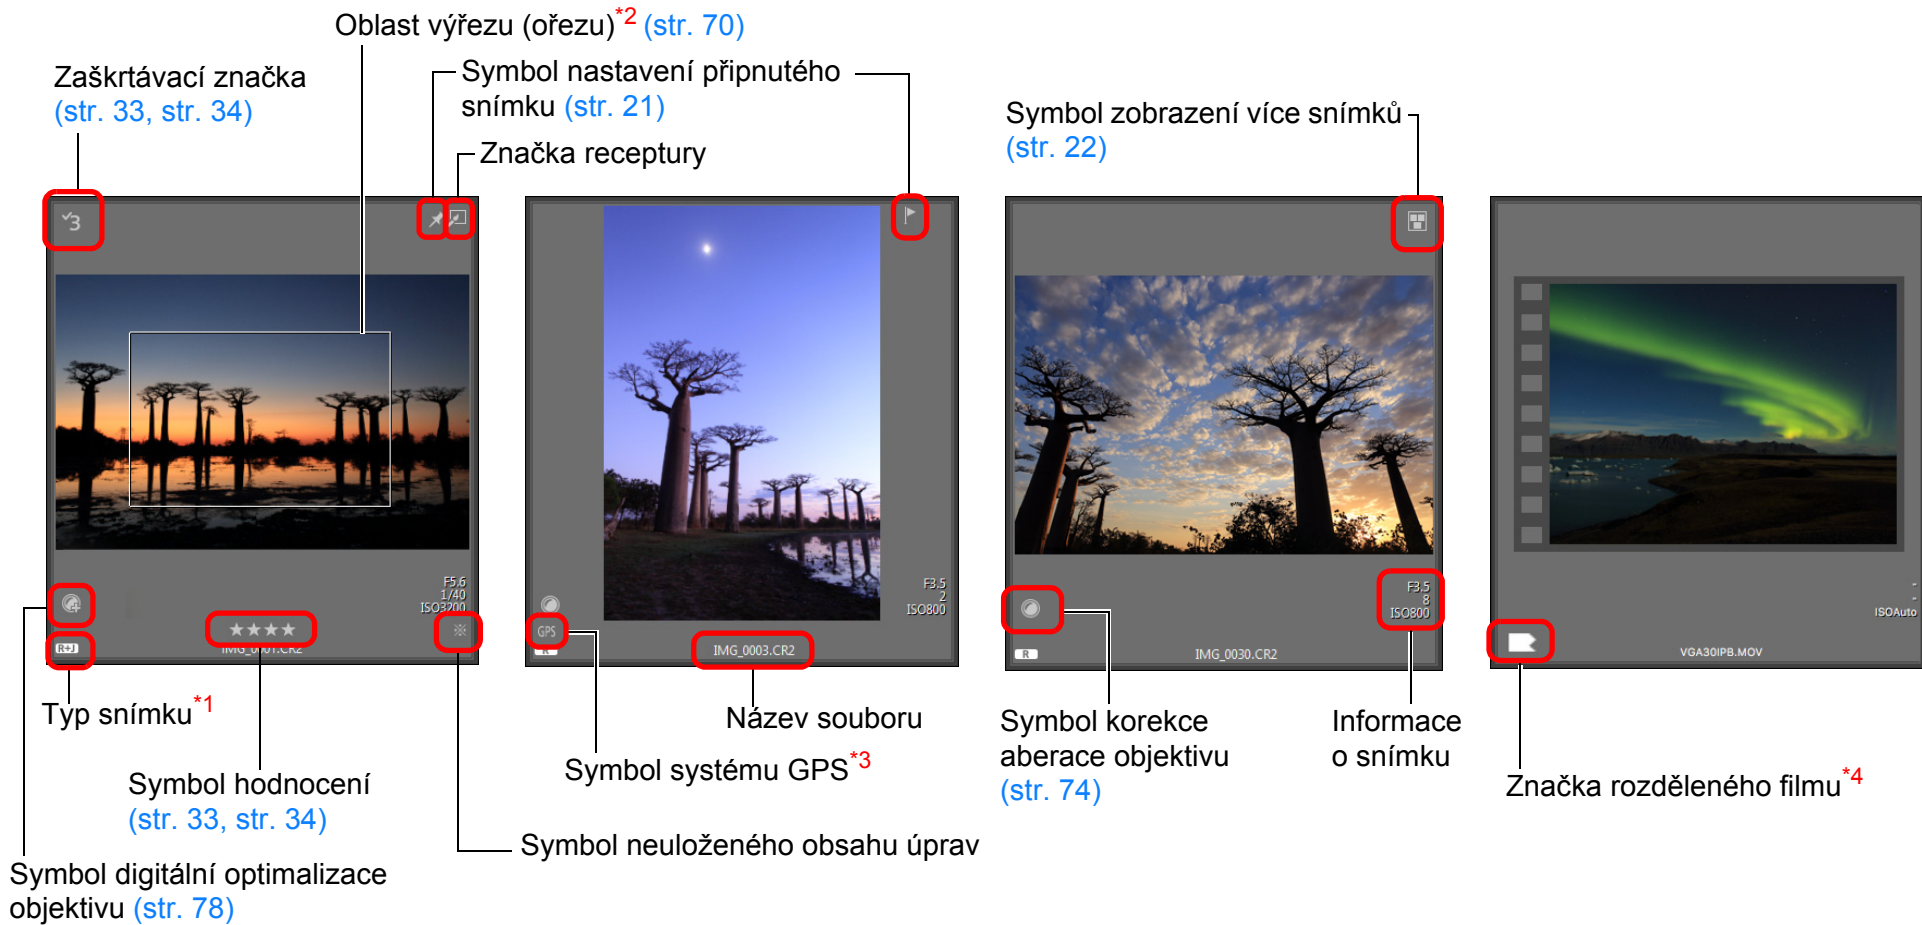 Oblast výřezu (ořezu)*2 (str. 70)
Zaškrtávací značka
(str. 33, str. 34)
Symbol nastavení připnutého
snímku (str. 21)
Značka receptury
Symbol zobrazení více snímků
(str. 22)
3
F5.6
1/40
ISO3200
R+J
IMG_0001.CR2
F3.5
2
ISO800
GPS
R
IMG_0003.CR2
F3.5
8
ISO800
R
IMG_0030.CR2
-
-
ISOAuto
VGA30IPB.MOV
Typ snímku*1
Název souboru
Symbol systému GPS*3
Symbol korekce
aberace objektivu
(str. 74)
Informace
o snímku
Značka rozděleného filmu*4
Symbol hodnocení
(str. 33, str. 34)
Symbol neuloženého obsahu úprav
Symbol digitální optimalizace
objektivu (str. 78)